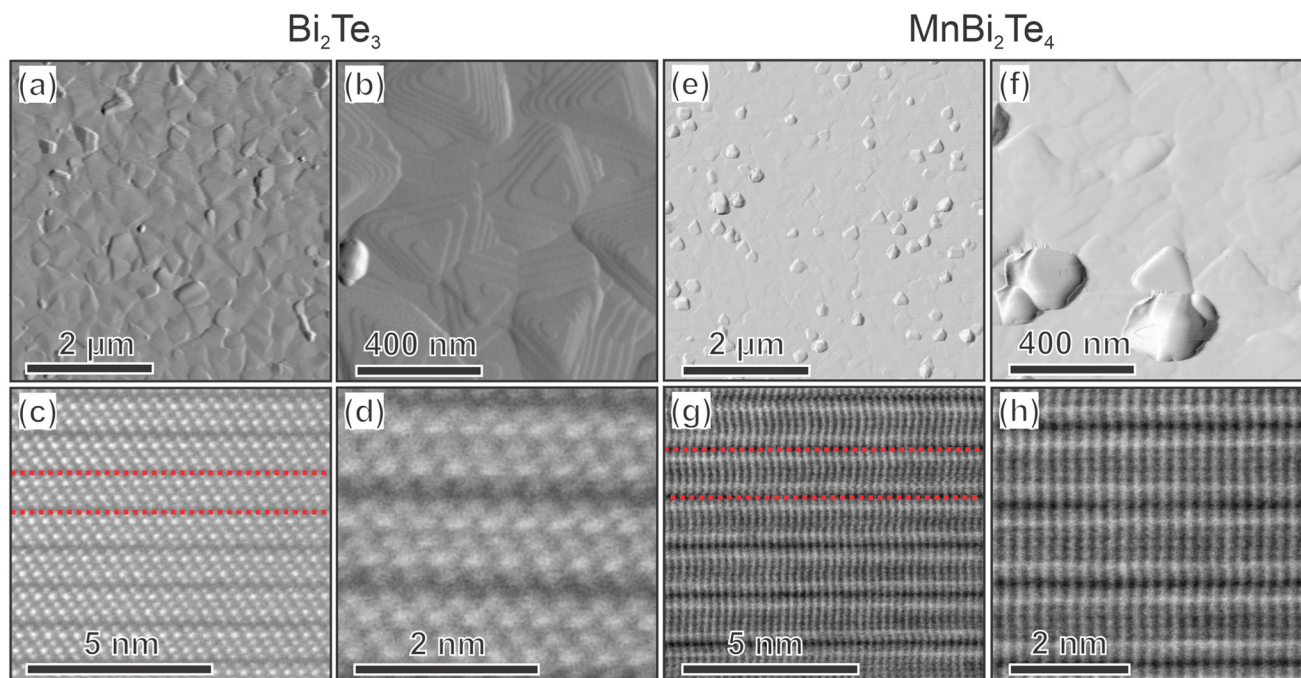 Bi₂Te₃
MnBi₂Te₄
(a)
(b)
(e)
(f)
2 μm
400 nm
2 μm
400 nm
(c)
(d)
(g)
(h)
5 nm
2 nm
5 nm
2 nm